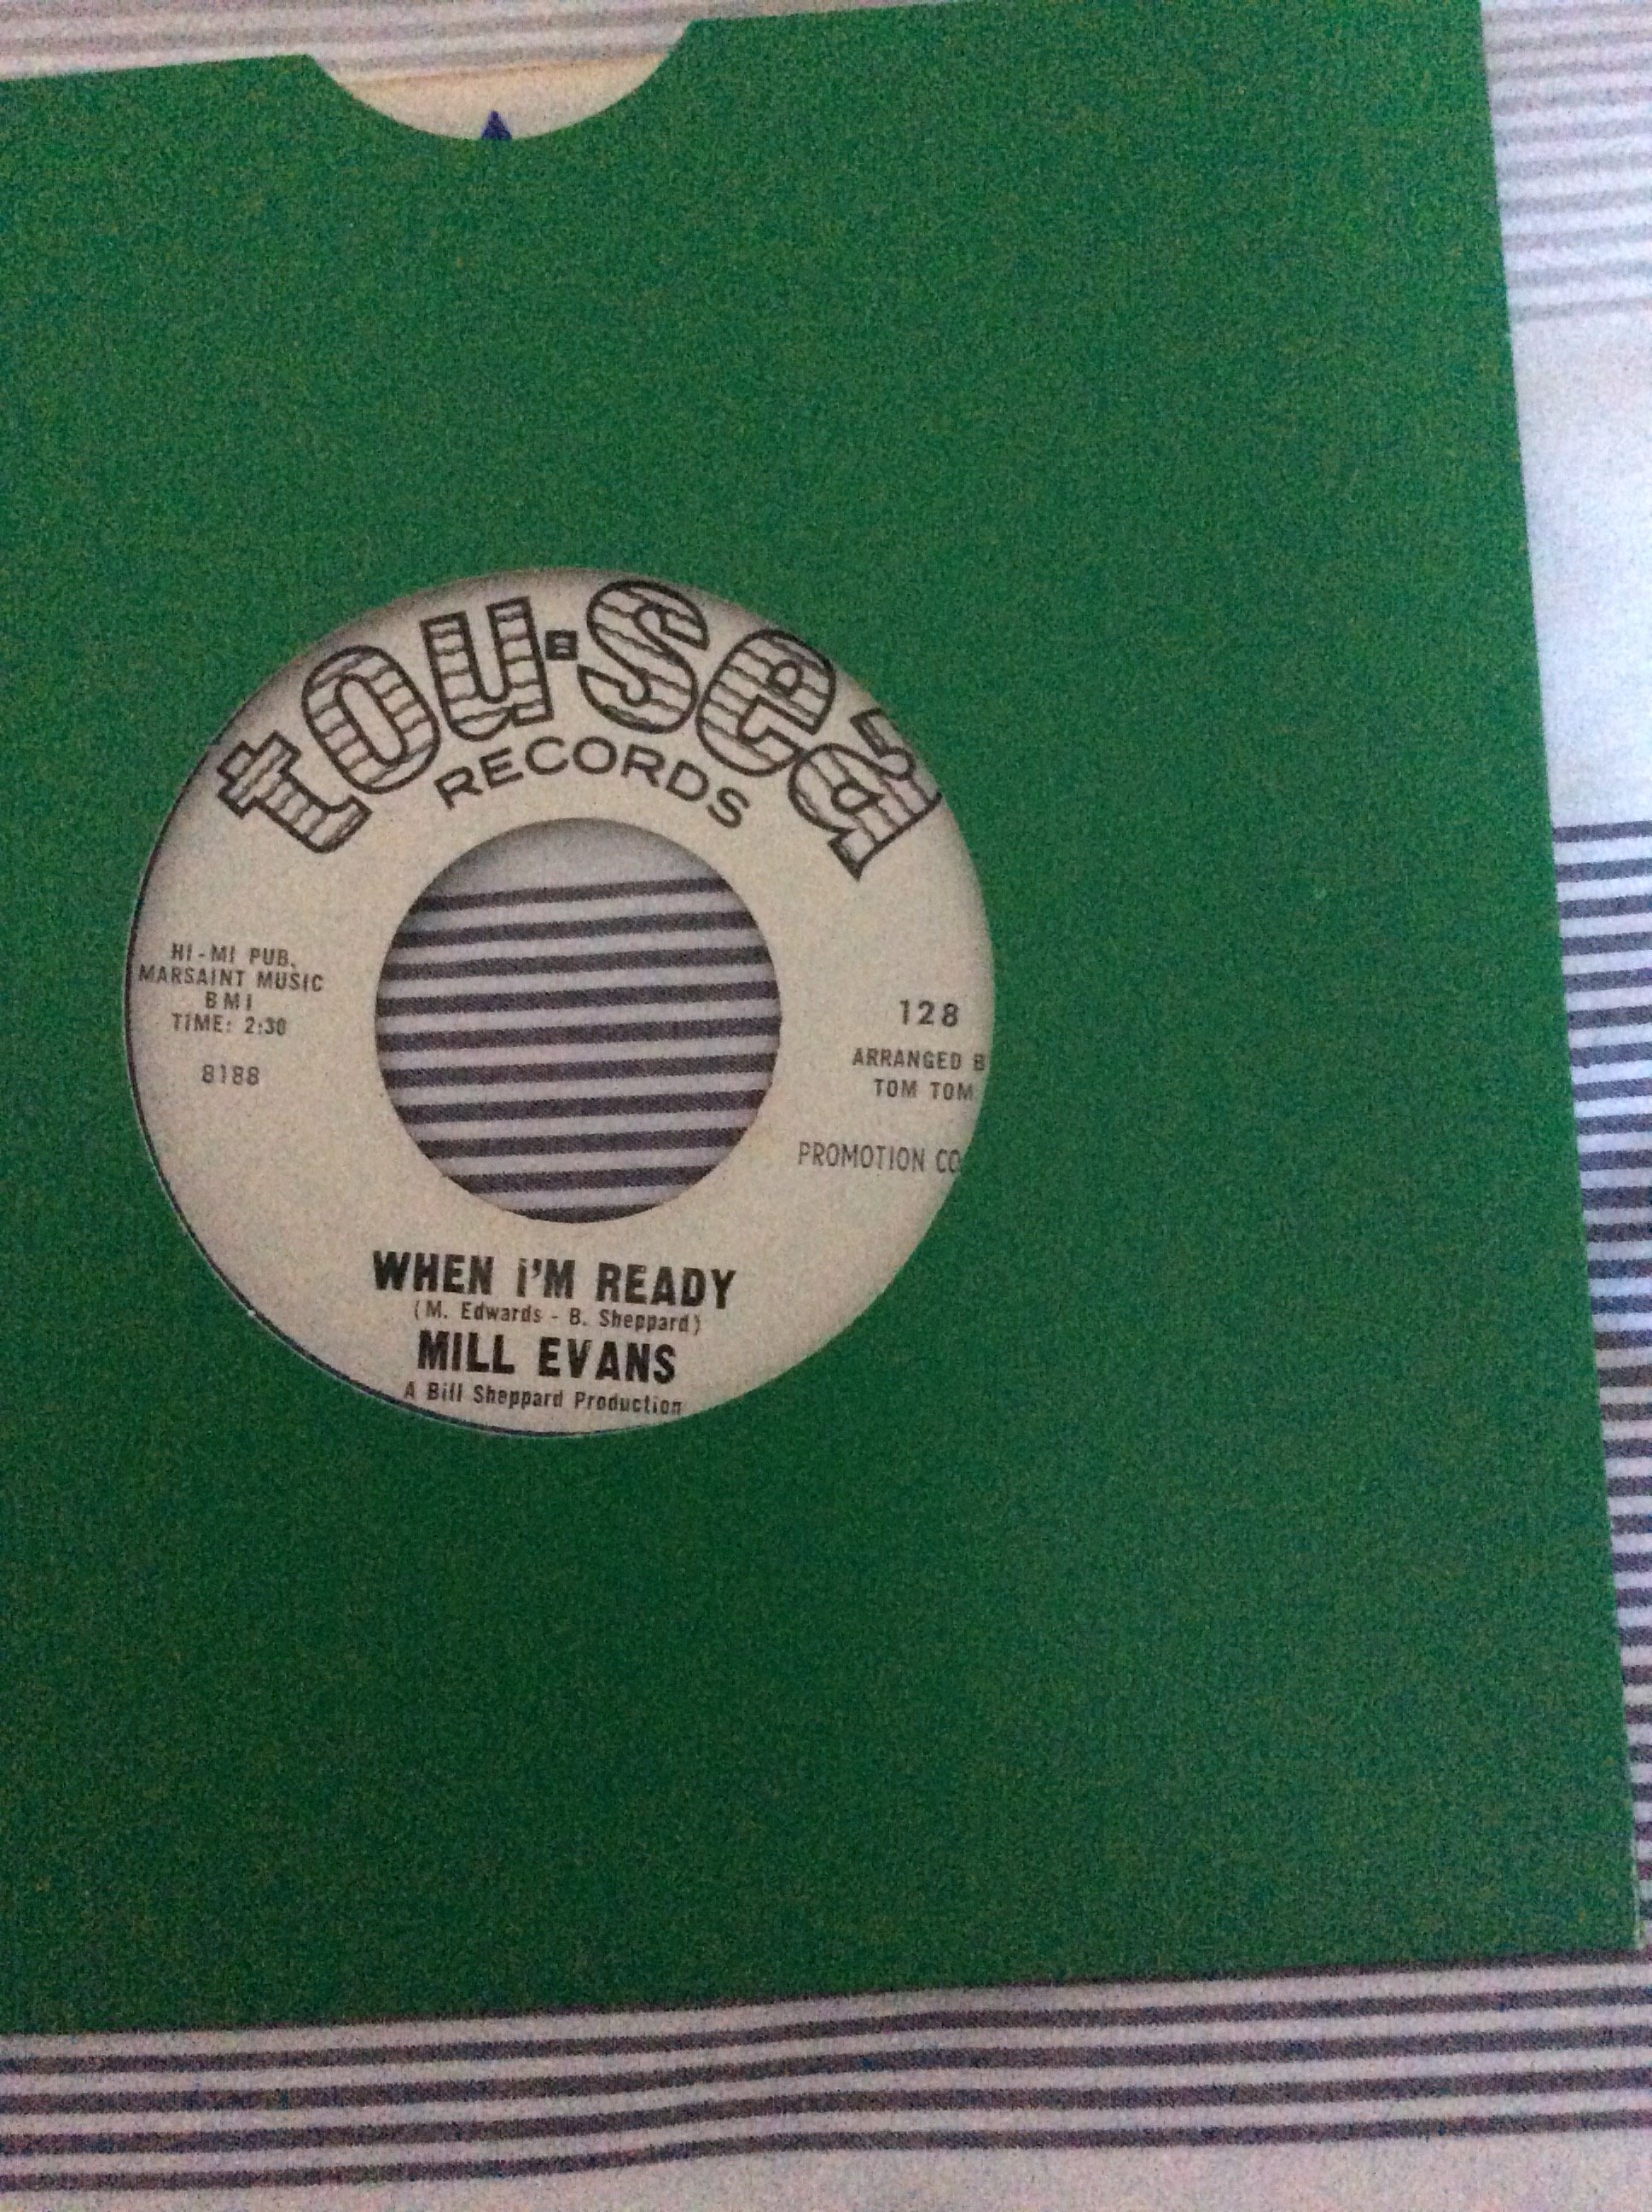 tou-sea
RECORDS
HI-MI PUB.
MARSAINT MUSIC
BMI
TIME: 2:30
8188
128
ARRANGED B
TOM TOM
PROMOTION CO
WHEN I'M READY
(M. Edwards - B. Sheppard)
MILL EVANS
A Bill Sheppard Production